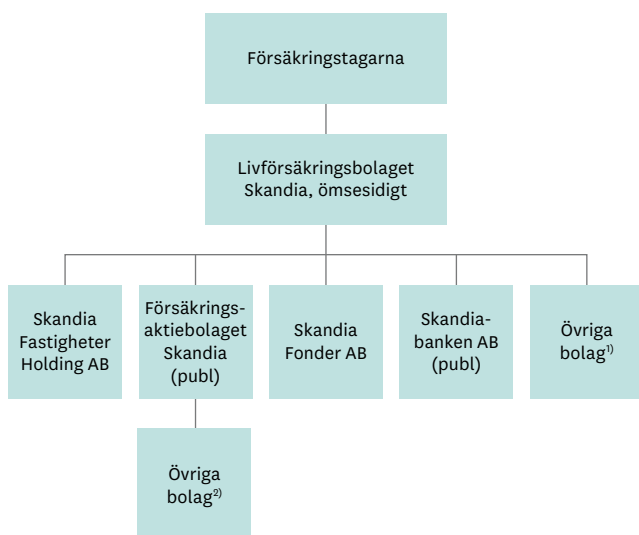 Försäkringstagarna
Livförsäkringsbolaget
Skandia, ömsesidigt
Skandia
Fastigheter
Holding AB
Försäkrings-
aktiebolaget
Skandia
(publ)
Skandia
Fonder AB
Skandia-
banken AB
(publ)
Övriga
bolag¹⁾
Övriga
bolag²⁾